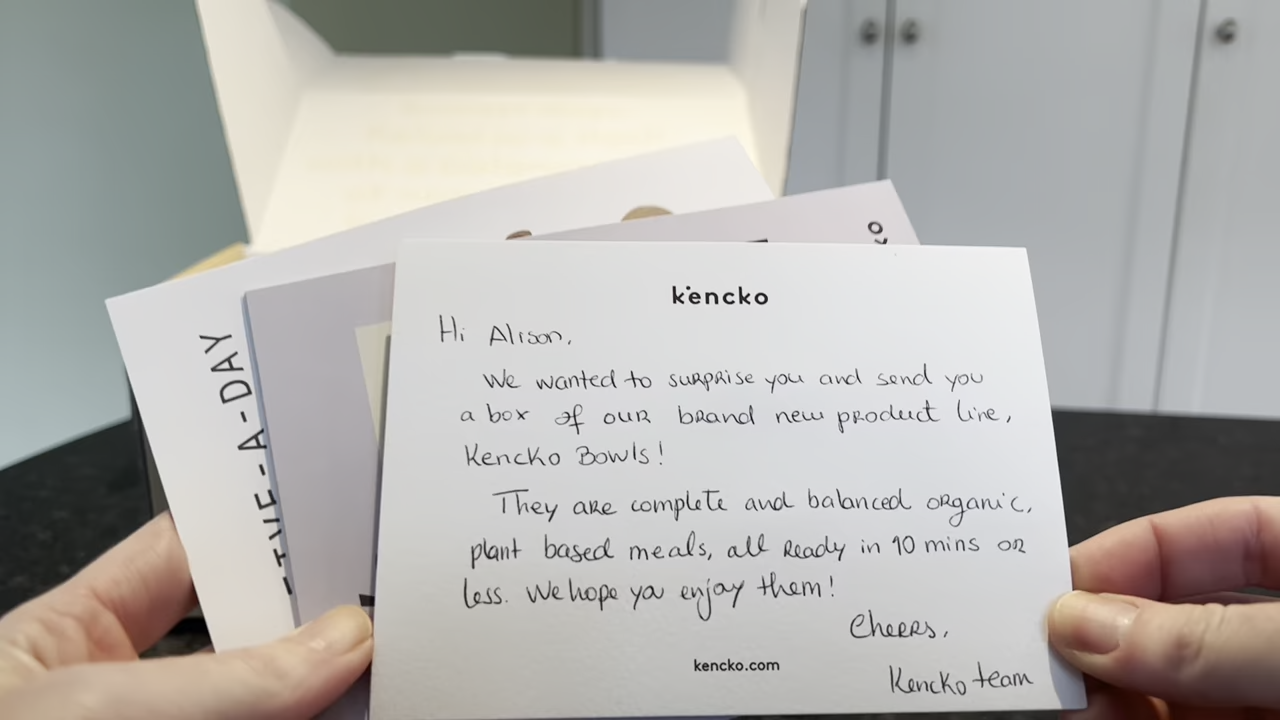 FIVE-A-DAY
kencko
Hi Alison,
We wanted to surprise you and send you
a box of our brand new product line,
Kencko Bowls!
They are complete and balanced organic,
plant based meals, all ready in 10 mins or
less. We hope you enjoy them!
Cheers,
kencko.com
Kencko team